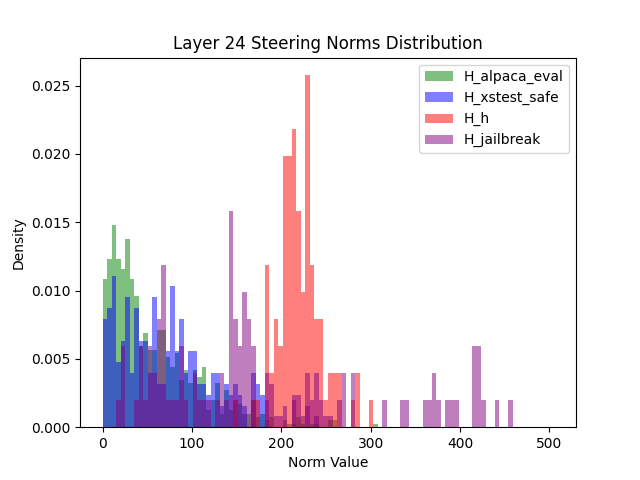 Layer 24 Steering Norms Distribution
H_alpaca_eval
H_xstest_safe
H_h
H_jailbreak
Density
0.025
0.020
0.015
0.010
0.005
0.000
0 100 200 300 400 500
Norm Value